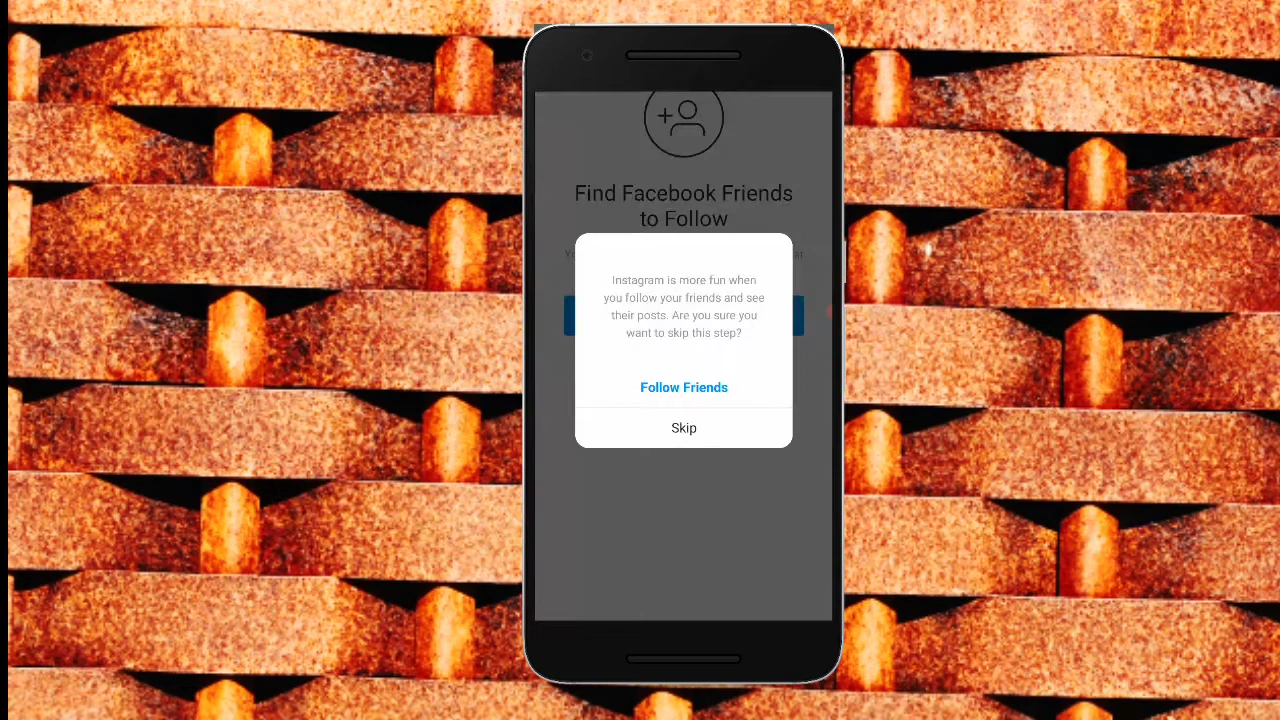 Find Facebook Friends
to Follow
Instagram is more fun when
you follow your friends and see
their posts. Are you sure you
want to skip this step?
Follow Friends
Skip